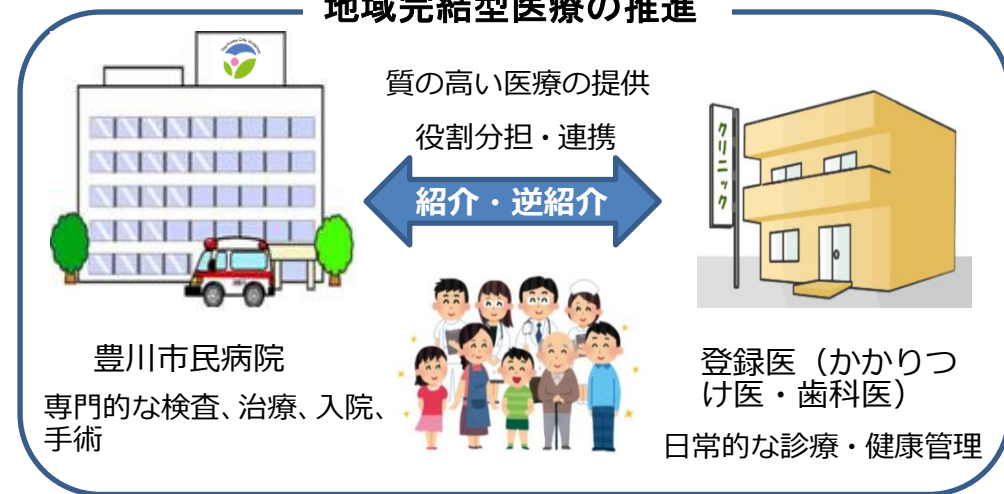 地域完結型医療の推進
質の高い医療の提供
役割分担・連携
紹介・逆紹介
クリニック
豊川市民病院
専門的な検査、治療、入院、
手術
登録医（かかりつ
け医・歯科医）
日常的な診療・健康管理